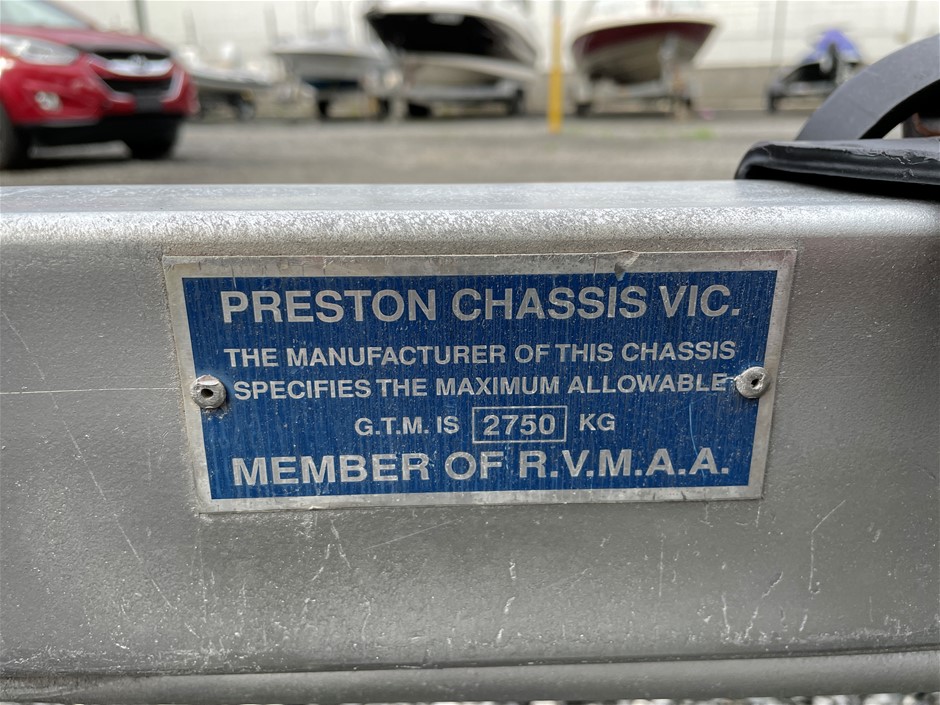 PRESTON CHASSIS VIC.
THE MANUFACTURER OF THIS CHASSIS
SPECIFIES THE MAXIMUM ALLOWABLE
G.T.M. IS 2750 KG
MEMBER OF R.V.M.A.A.